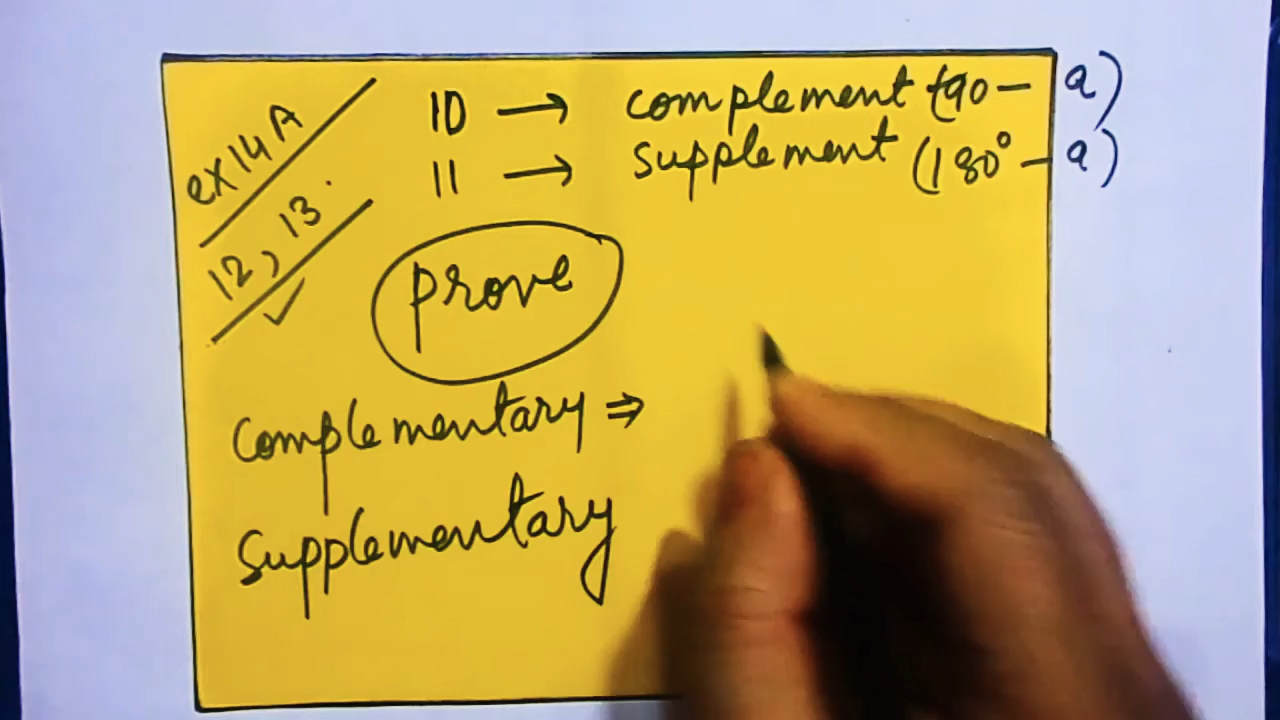 ex14A
12, 13.
10 → complement (90 - a)
11 → supplement (180° - a)
prove
complementary ⇒
supplementary